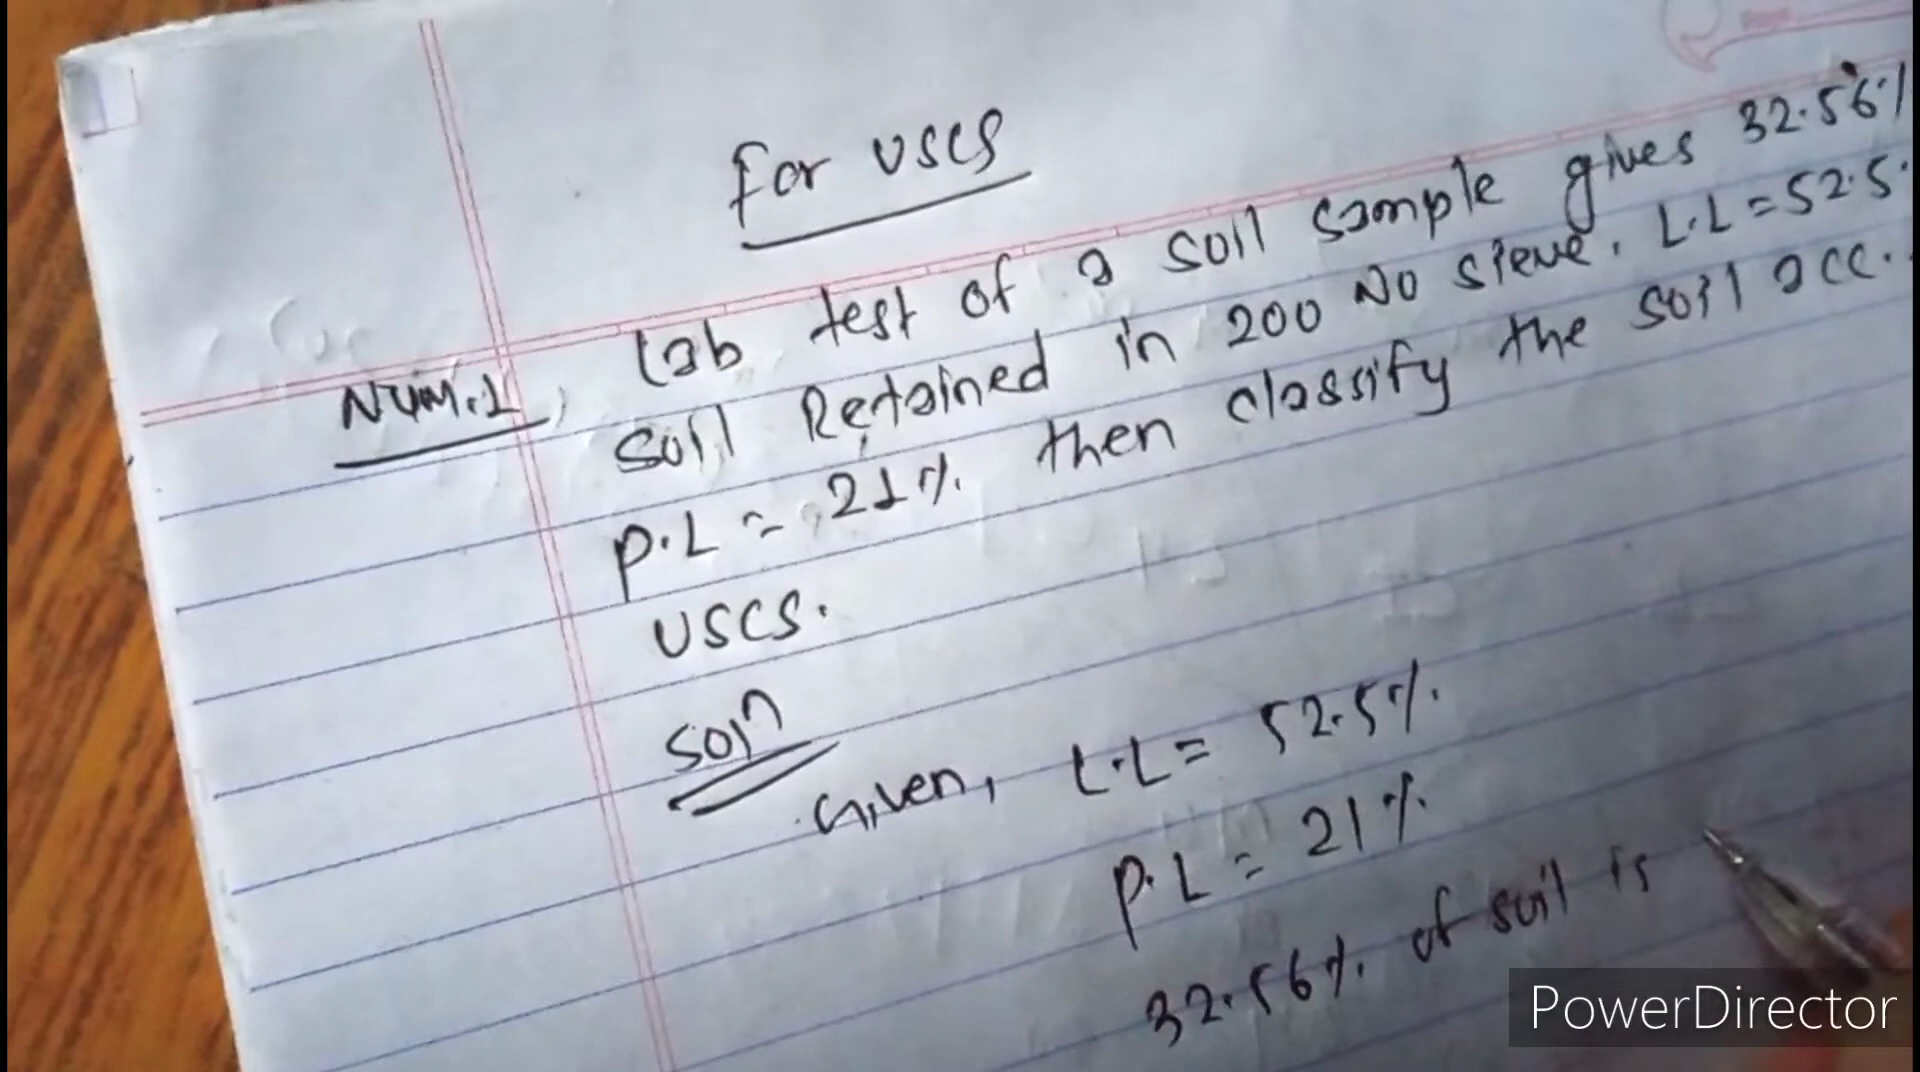 For USCS
Num.1, Lab test of a soil sample gives 32.56%
soil Retained in 200 No sieve. L.L = 52.5
P.L = 21% then classify the soil acc.
USCS.
Soln
Given, L.L = 52.5%.
P.L = 21%.
32.56%. of soil is
PowerDirector